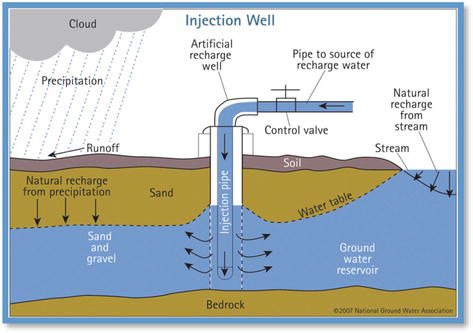 Injection Well
Cloud
Artificial
recharge
well
Pipe to source of
recharge water
Precipitation
Natural
recharge
from
stream
Control valve
Runoff
Stream
Soil
Natural recharge
from precipitation
Sand
Injection pipe
Water table
Sand
and
gravel
Ground
water
reservoir
Bedrock
©2007 National Ground Water Association